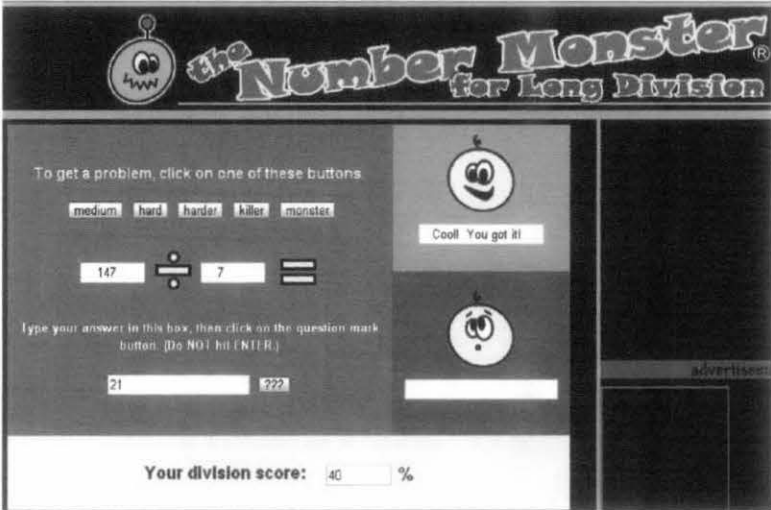 the Number Monster®
for Long Division
To get a problem, click on one of these buttons.
medium hard harder killer monster
Cool! You got it!
147 ÷ 7 =
Type your answer in this box, then click on the question mark
button. (Do NOT hit ENTER.)
21 ???
advertisem
Your division score: 40 %